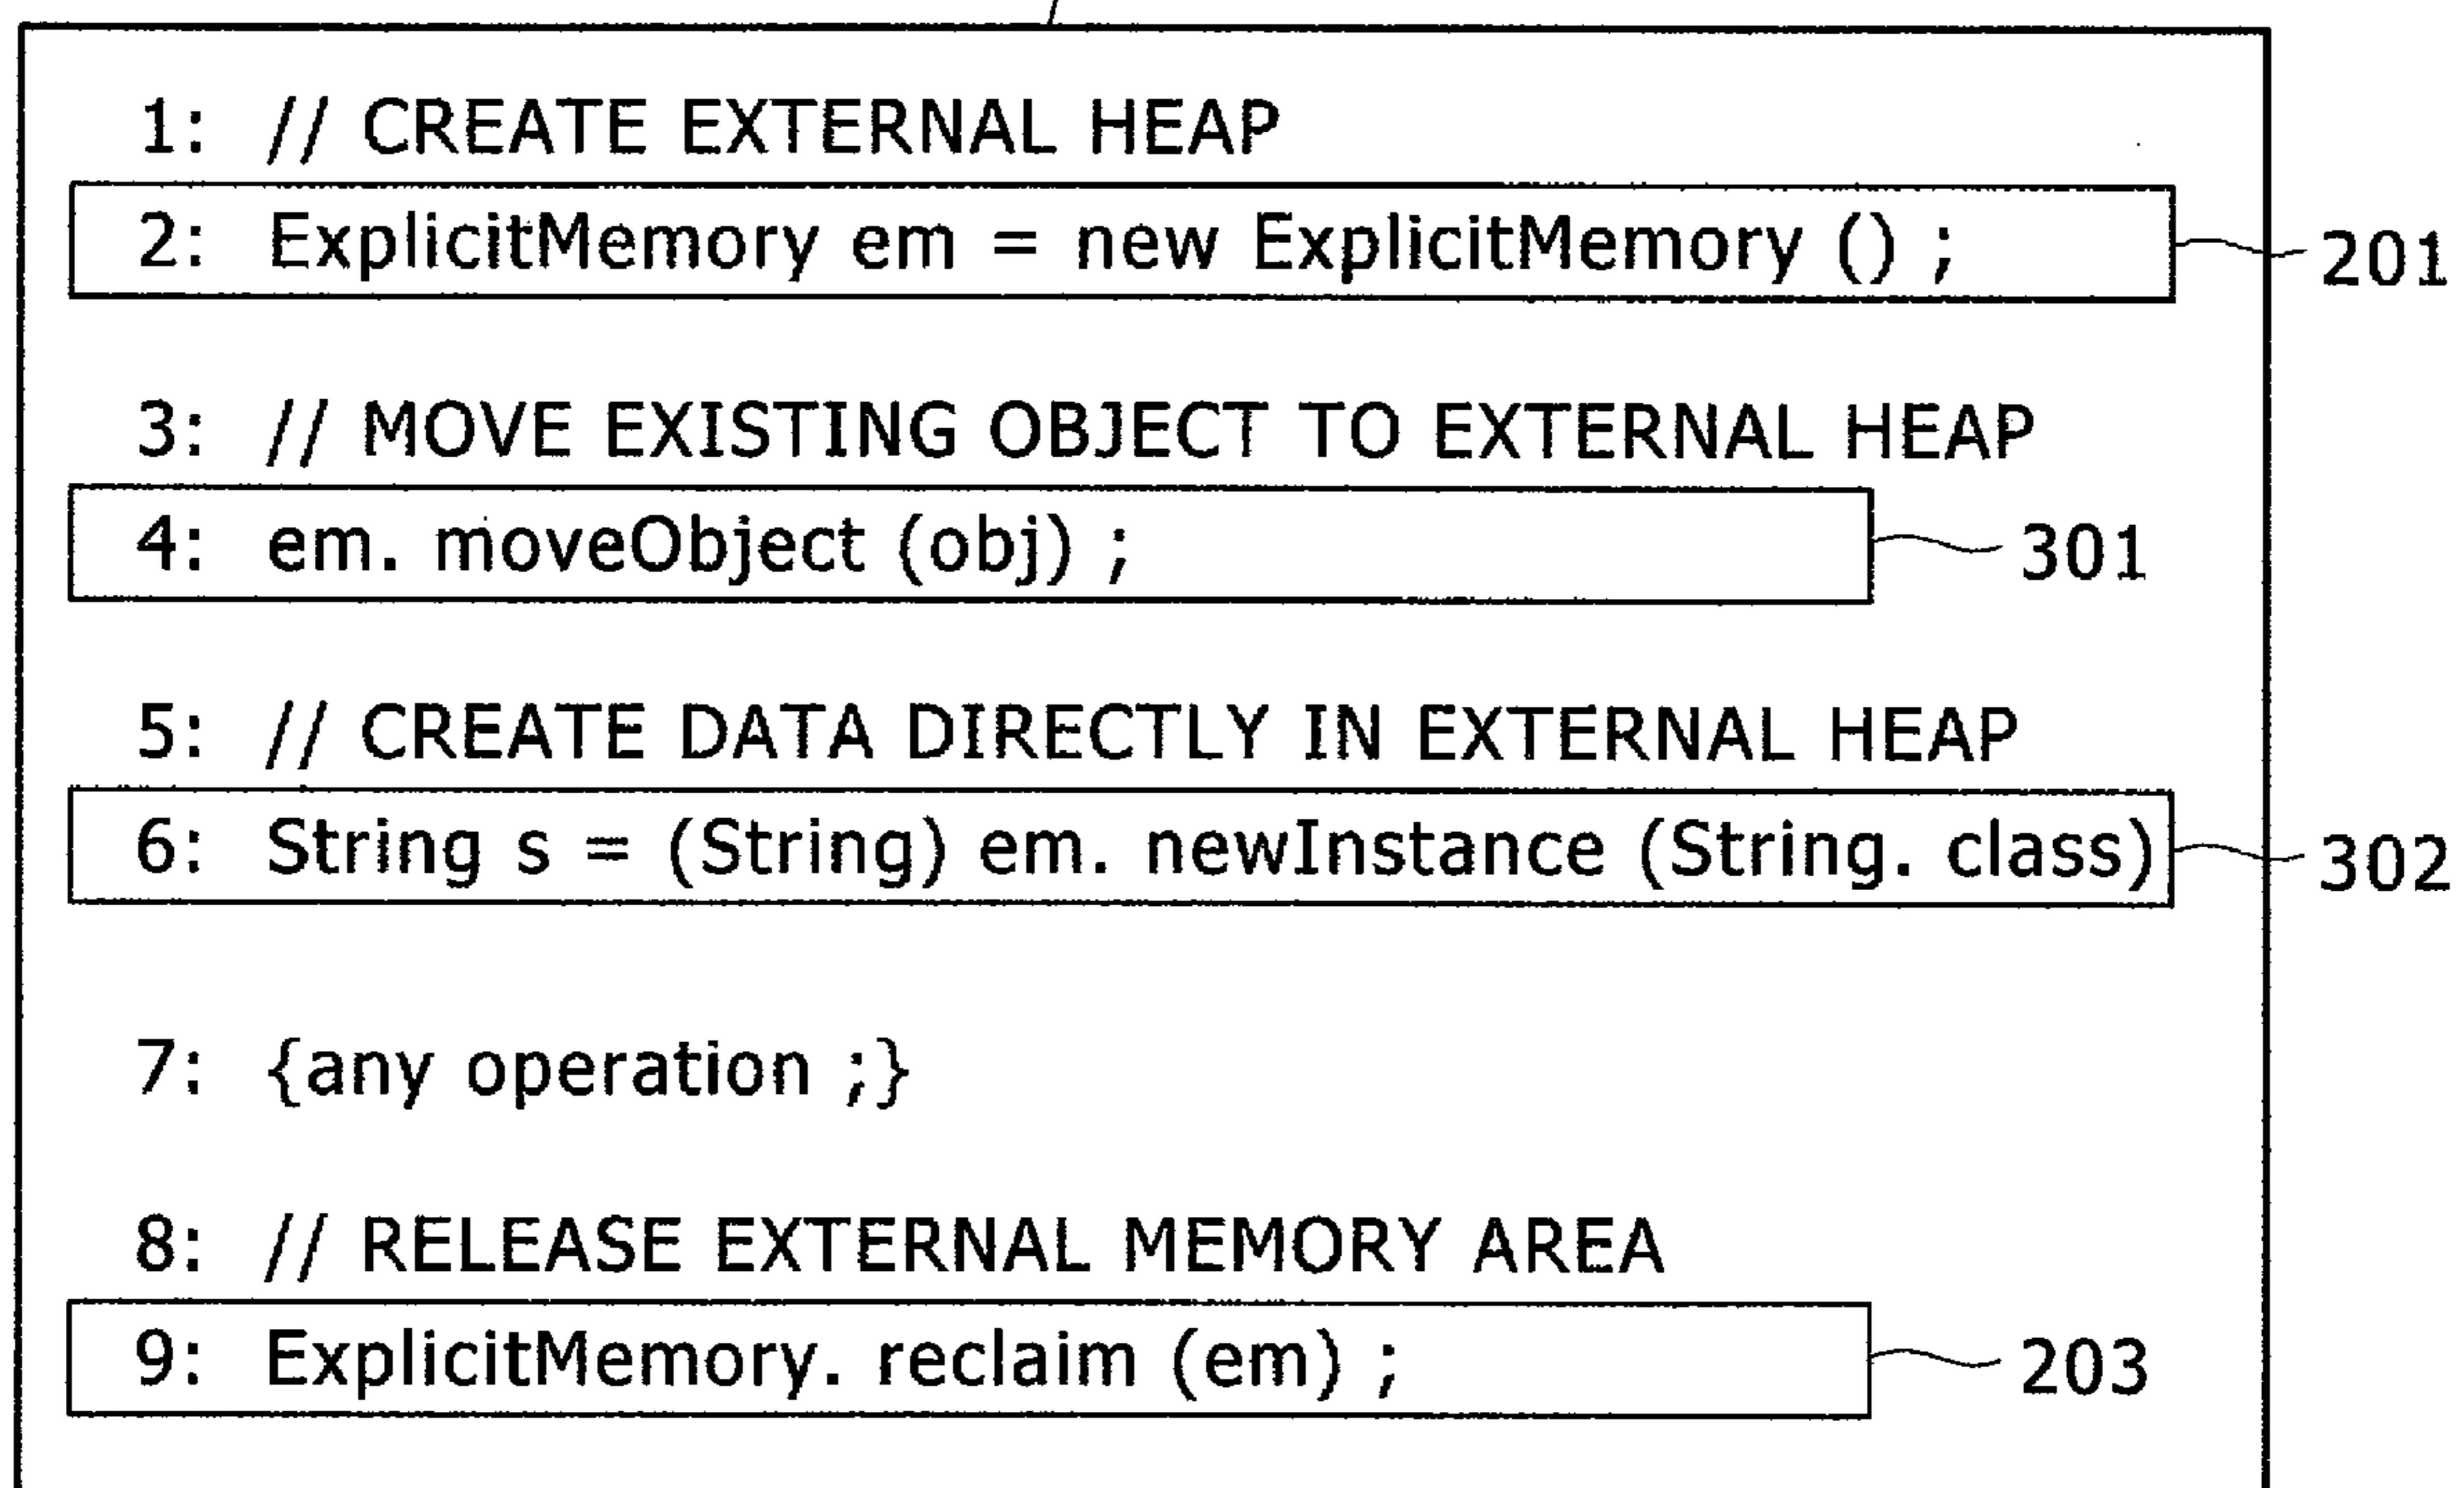 1: // CREATE EXTERNAL HEAP
2: ExplicitMemory em = new ExplicitMemory () ; 201
3: // MOVE EXISTING OBJECT TO EXTERNAL HEAP
4: em. moveObject (obj) ; 301
5: // CREATE DATA DIRECTLY IN EXTERNAL HEAP
6: String s = (String) em. newInstance (String. class) 302
7: {any operation ;}
8: // RELEASE EXTERNAL MEMORY AREA
9: ExplicitMemory. reclaim (em) ; 203